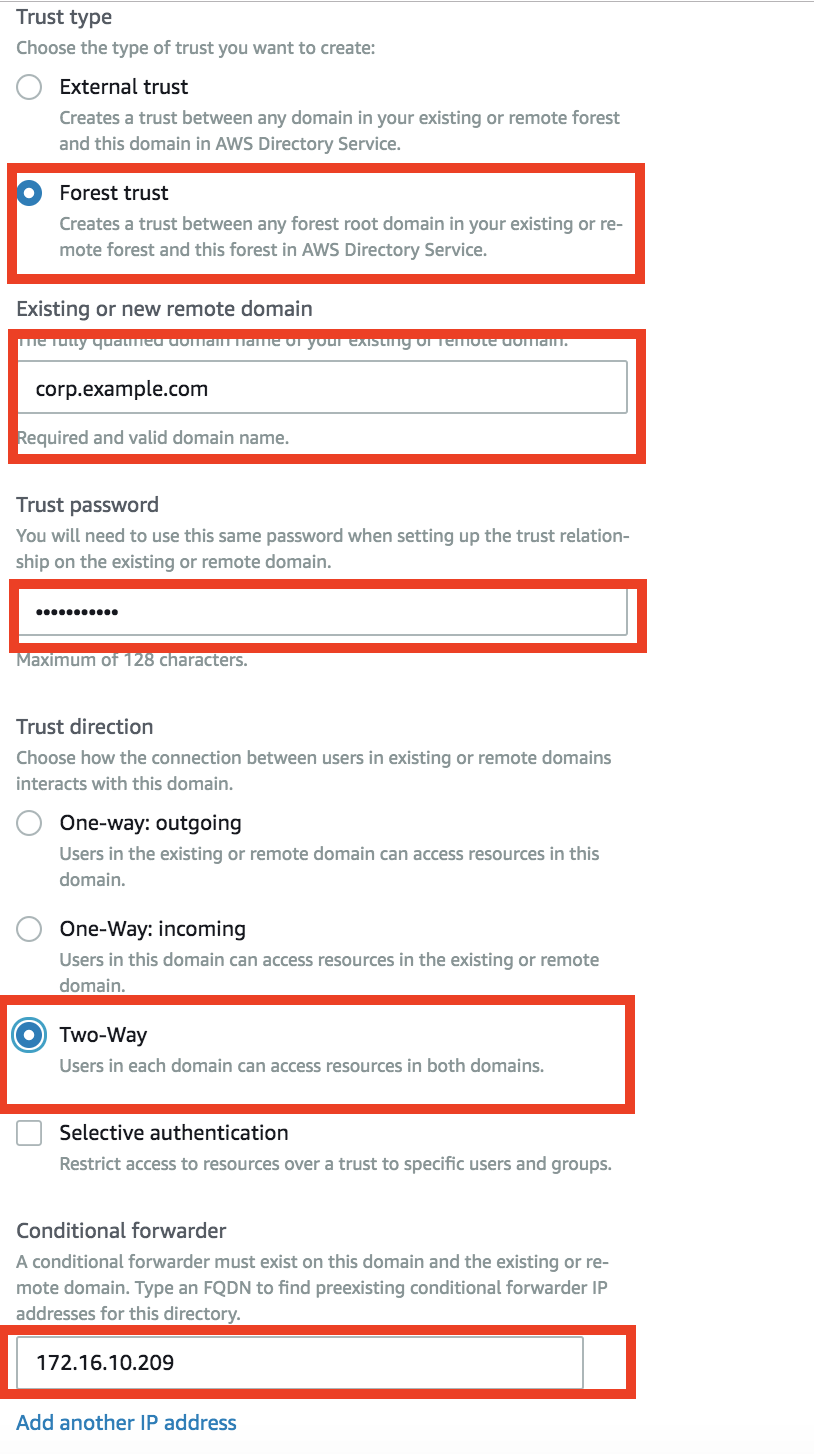 Trust type
Choose the type of trust you want to create:
External trust
Creates a trust between any domain in your existing or remote forest
and this domain in AWS Directory Service.
Forest trust
Creates a trust between any forest root domain in your existing or re-
mote forest and this forest in AWS Directory Service.
Existing or new remote domain
The fully qualified domain name of your existing or remote domain.
corp.example.com
Required and valid domain name.
Trust password
You will need to use this same password when setting up the trust relation-
ship on the existing or remote domain.
•••••••••••
Maximum of 128 characters.
Trust direction
Choose how the connection between users in existing or remote domains
interacts with this domain.
One-way: outgoing
Users in the existing or remote domain can access resources in this
domain.
One-Way: incoming
Users in this domain can access resources in the existing or remote
domain.
Two-Way
Users in each domain can access resources in both domains.
Selective authentication
Restrict access to resources over a trust to specific users and groups.
Conditional forwarder
A conditional forwarder must exist on this domain and the existing or re-
mote domain. Type an FQDN to find preexisting conditional forwarder IP
addresses for this directory.
172.16.10.209
Add another IP address